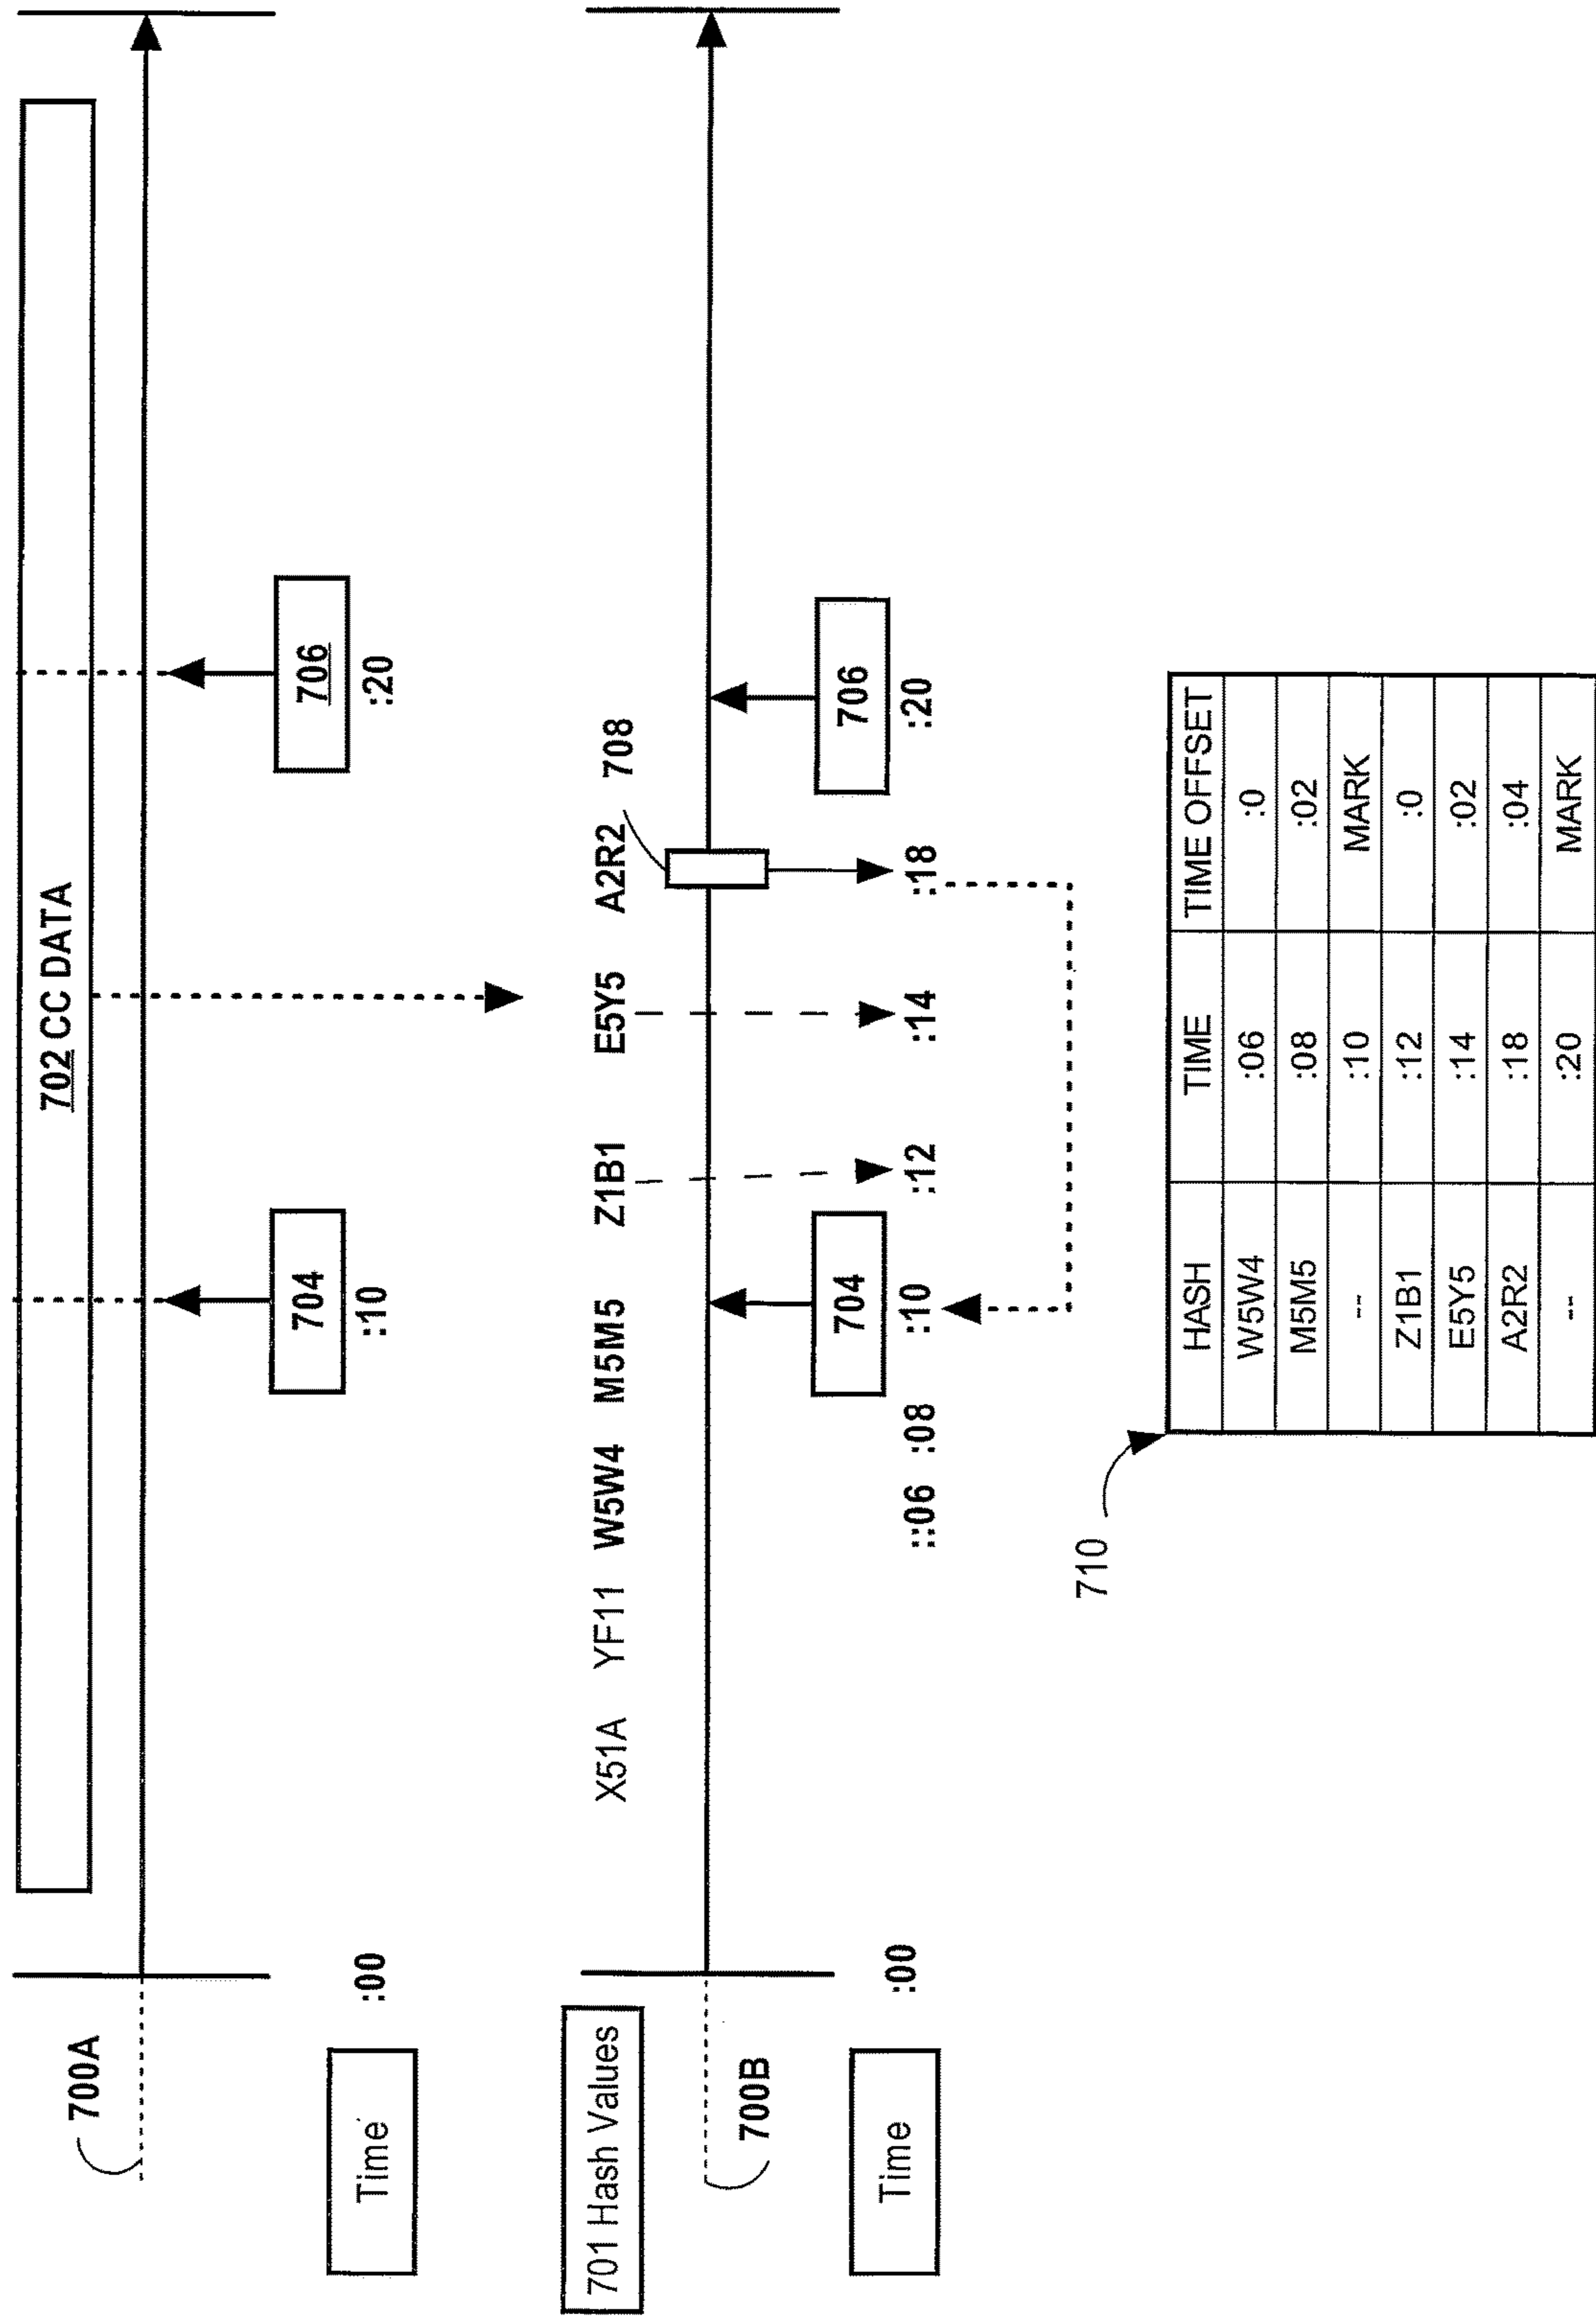 700A
702 CC DATA
704
706
Time
:00
:10
:20
701 Hash Values
X51A YF11 W5W4 M5M5 Z1B1 E5Y5 A2R2
708
700B
704
706
Time
:00
::06 :08 :10 :12 :14 :18 :20
710
HASH TIME TIME OFFSET
W5W4 :06 :0
M5M5 :08 :02
-- :10 MARK
Z1B1 :12 :0
E5Y5 :14 :02
A2R2 :18 :04
-- :20 MARK